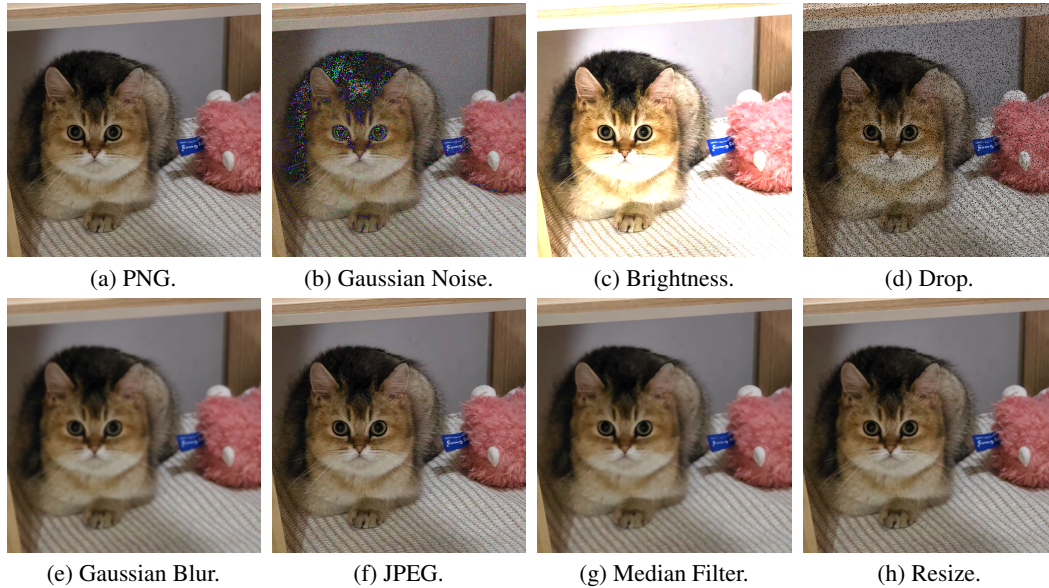 (a) PNG.
(b) Gaussian Noise.
(c) Brightness.
(d) Drop.
(e) Gaussian Blur.
(f) JPEG.
(g) Median Filter.
(h) Resize.